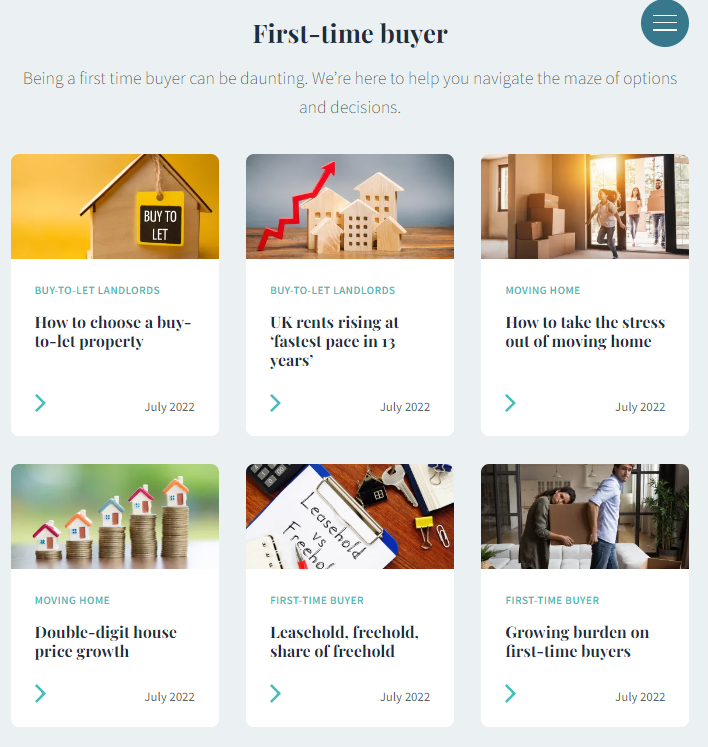 First-time buyer
Being a first time buyer can be daunting. We're here to help you navigate the maze of options
and decisions.
BUY TO
LET
BUY-TO-LET LANDLORDS
How to choose a buy-
to-let property
July 2022
BUY-TO-LET LANDLORDS
UK rents rising at
‘fastest pace in 13
years’
July 2022
MOVING HOME
How to take the stress
out of moving home
July 2022
MOVING HOME
Double-digit house
price growth
July 2022
Leasehold
vs
Freehol
FIRST-TIME BUYER
Leasehold, freehold,
share of freehold
July 2022
FIRST-TIME BUYER
Growing burden on
first-time buyers
July 2022